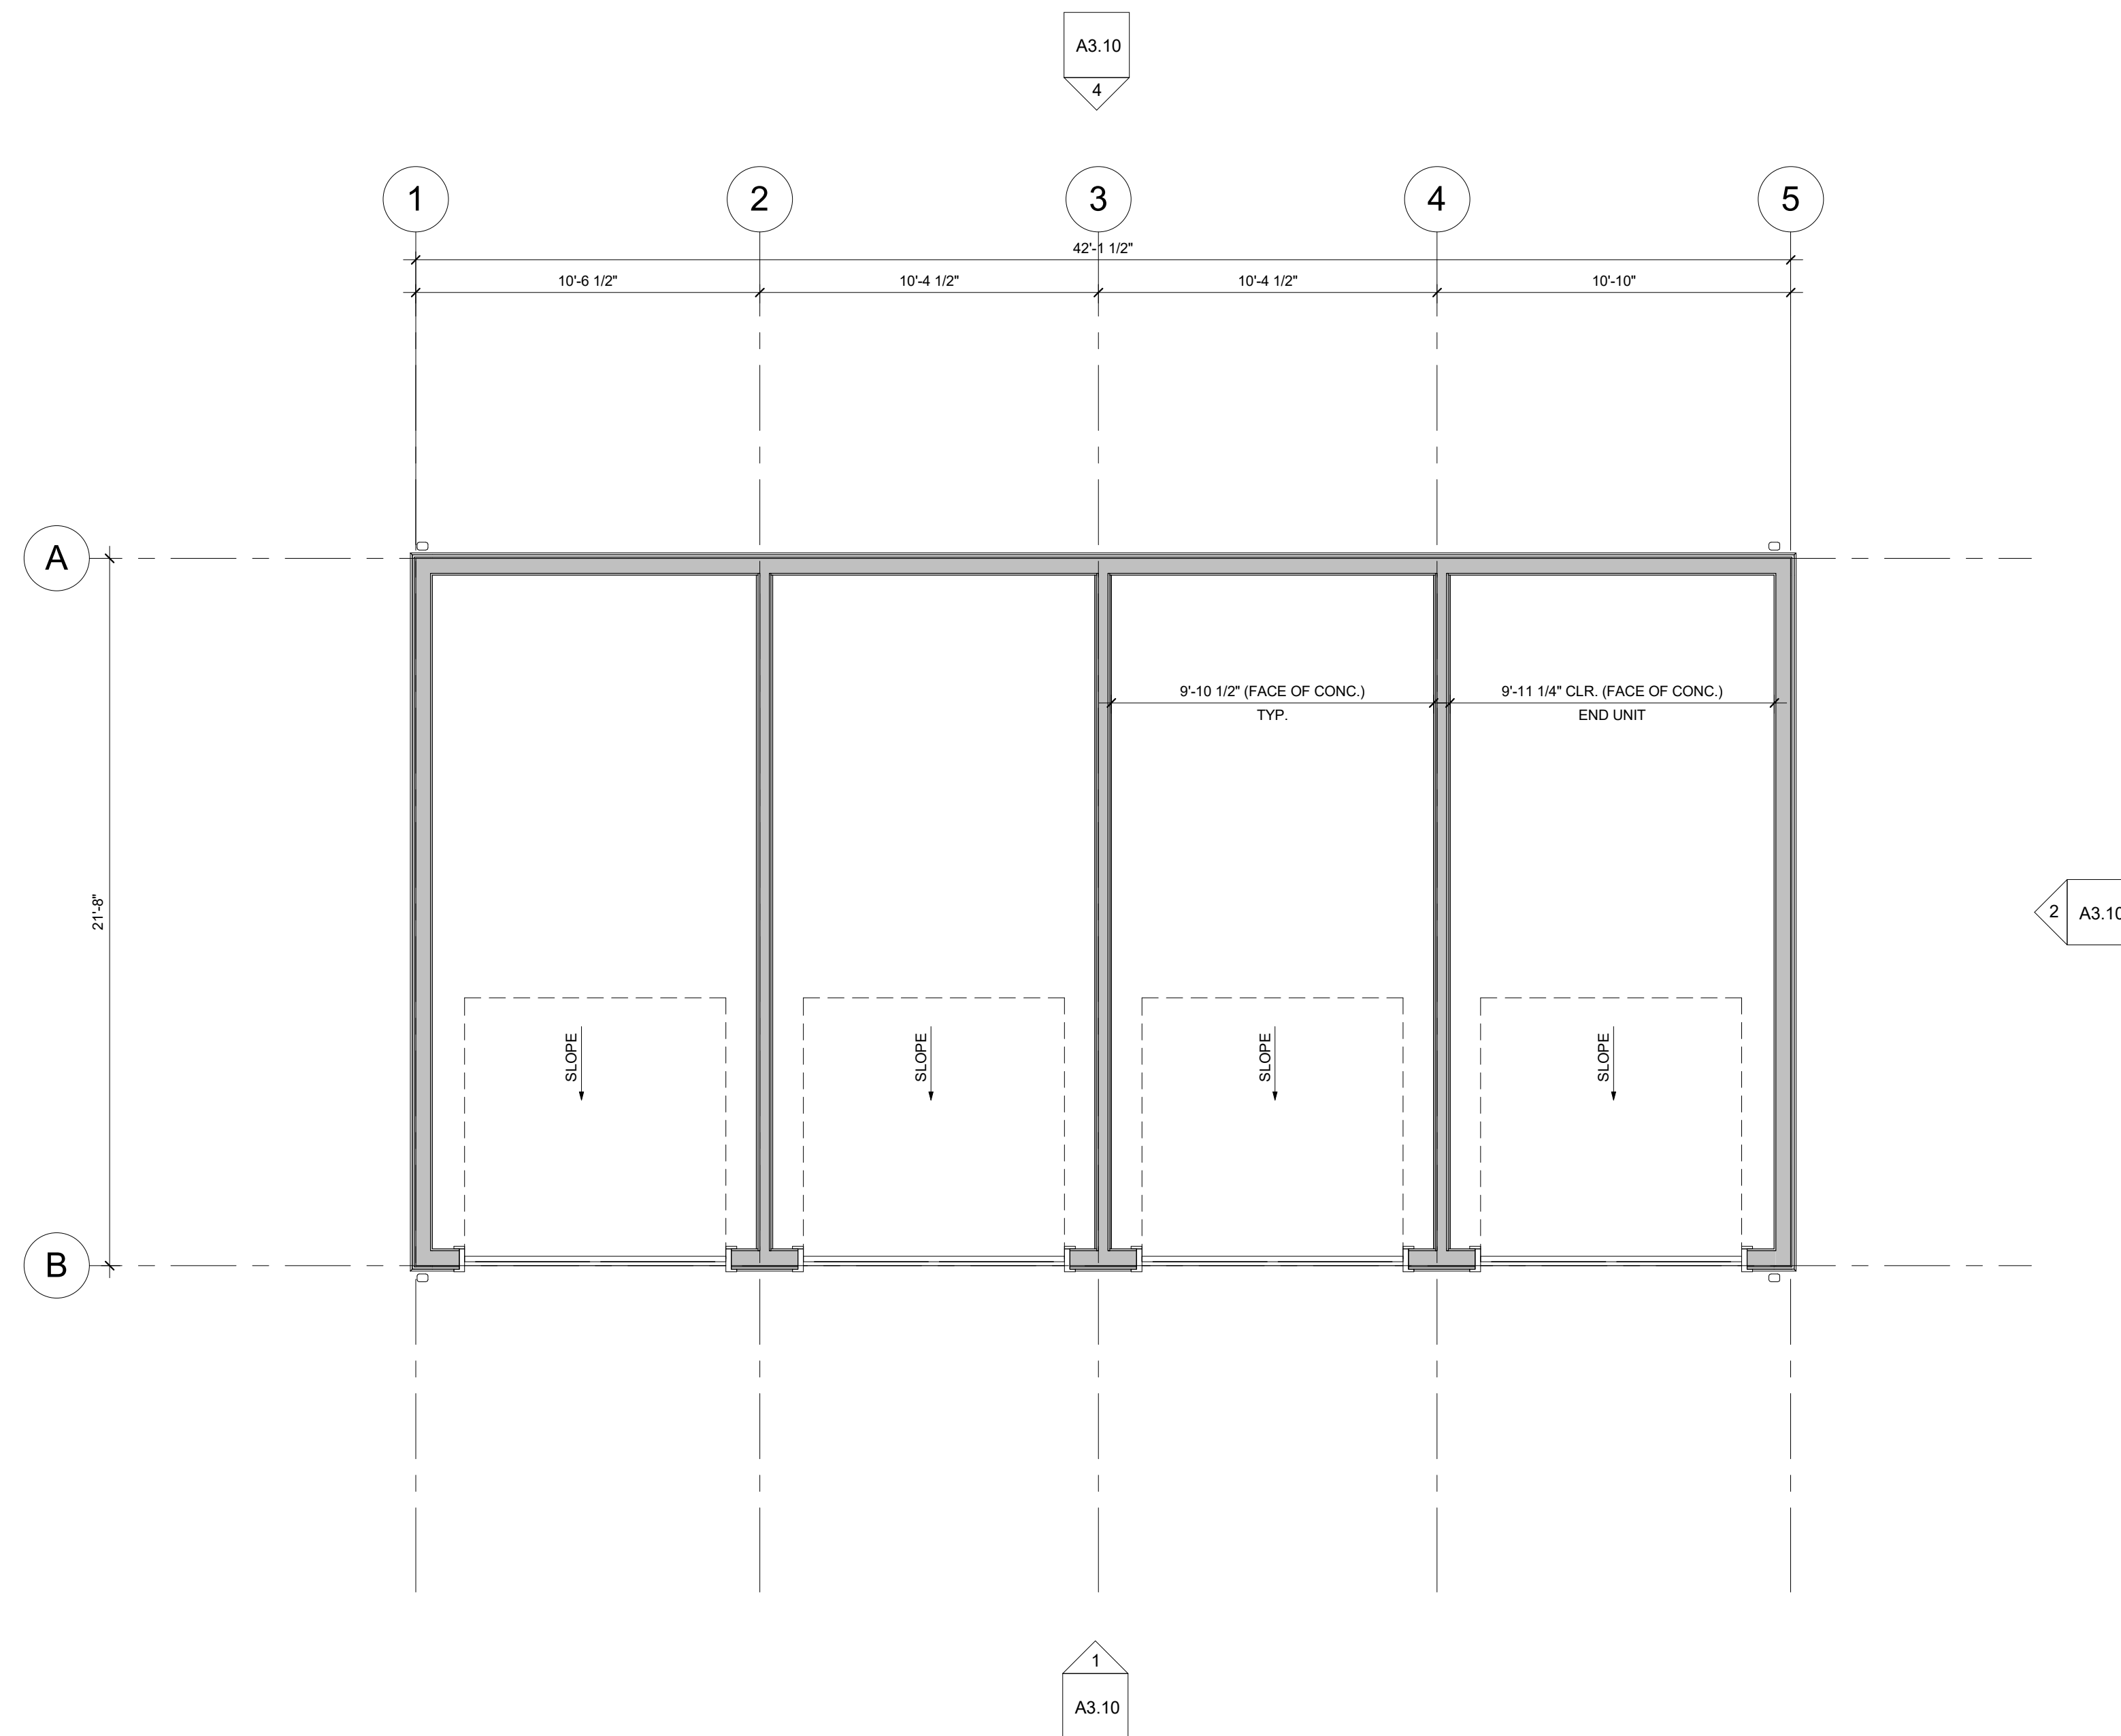 A3.10
4
1
2
3
4
5
42'-1 1/2"
10'-6 1/2"
10'-4 1/2"
10'-4 1/2"
10'-10"
A
9'-10 1/2" (FACE OF CONC.)
TYP.
9'-11 1/4" CLR. (FACE OF CONC.)
END UNIT
21'-8"
2
A3.10
SLOPE
SLOPE
SLOPE
SLOPE
B
1
A3.10